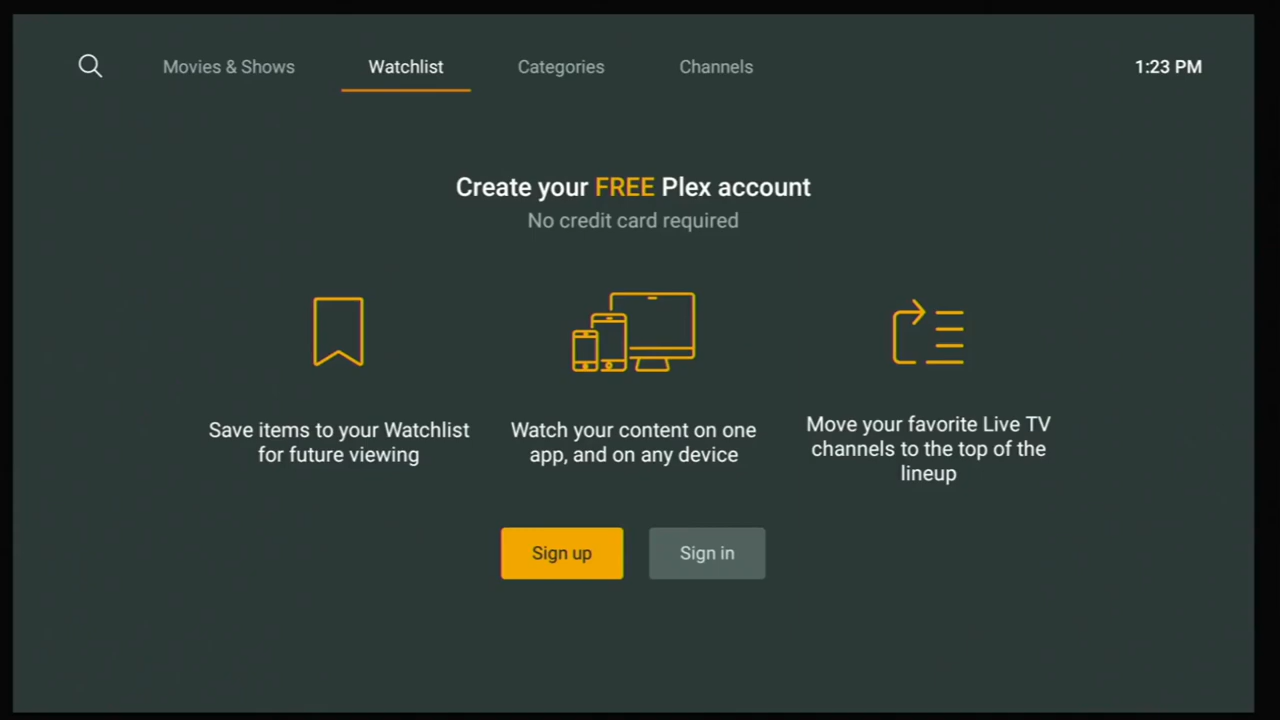 Movies & Shows
Watchlist
Categories
Channels
1:23 PM
Create your FREE Plex account
No credit card required
Save items to your Watchlist
for future viewing
Watch your content on one
app, and on any device
Move your favorite Live TV
channels to the top of the
lineup
Sign up
Sign in